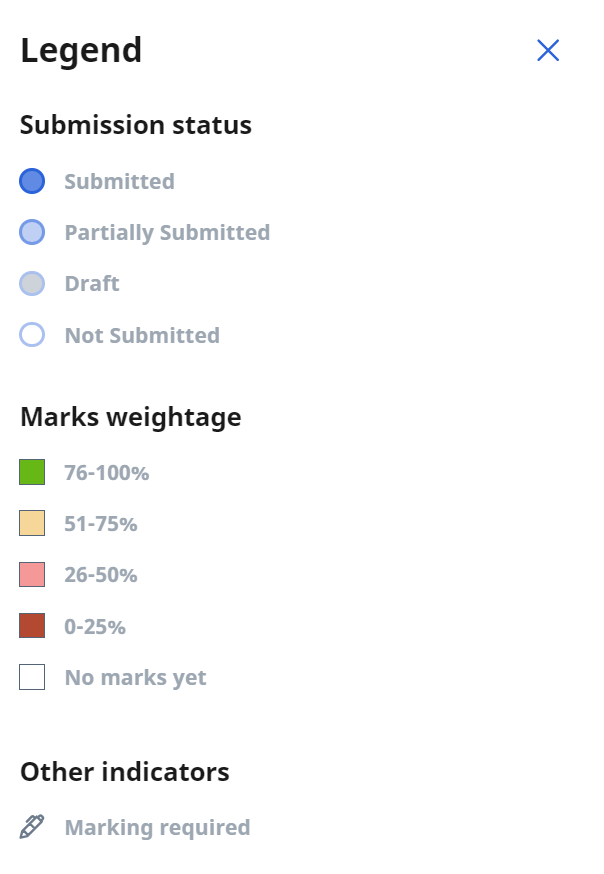 Legend
Submission status
Submitted
Partially Submitted
Draft
Not Submitted
Marks weightage
76-100%
51-75%
26-50%
0-25%
No marks yet
Other indicators
Marking required